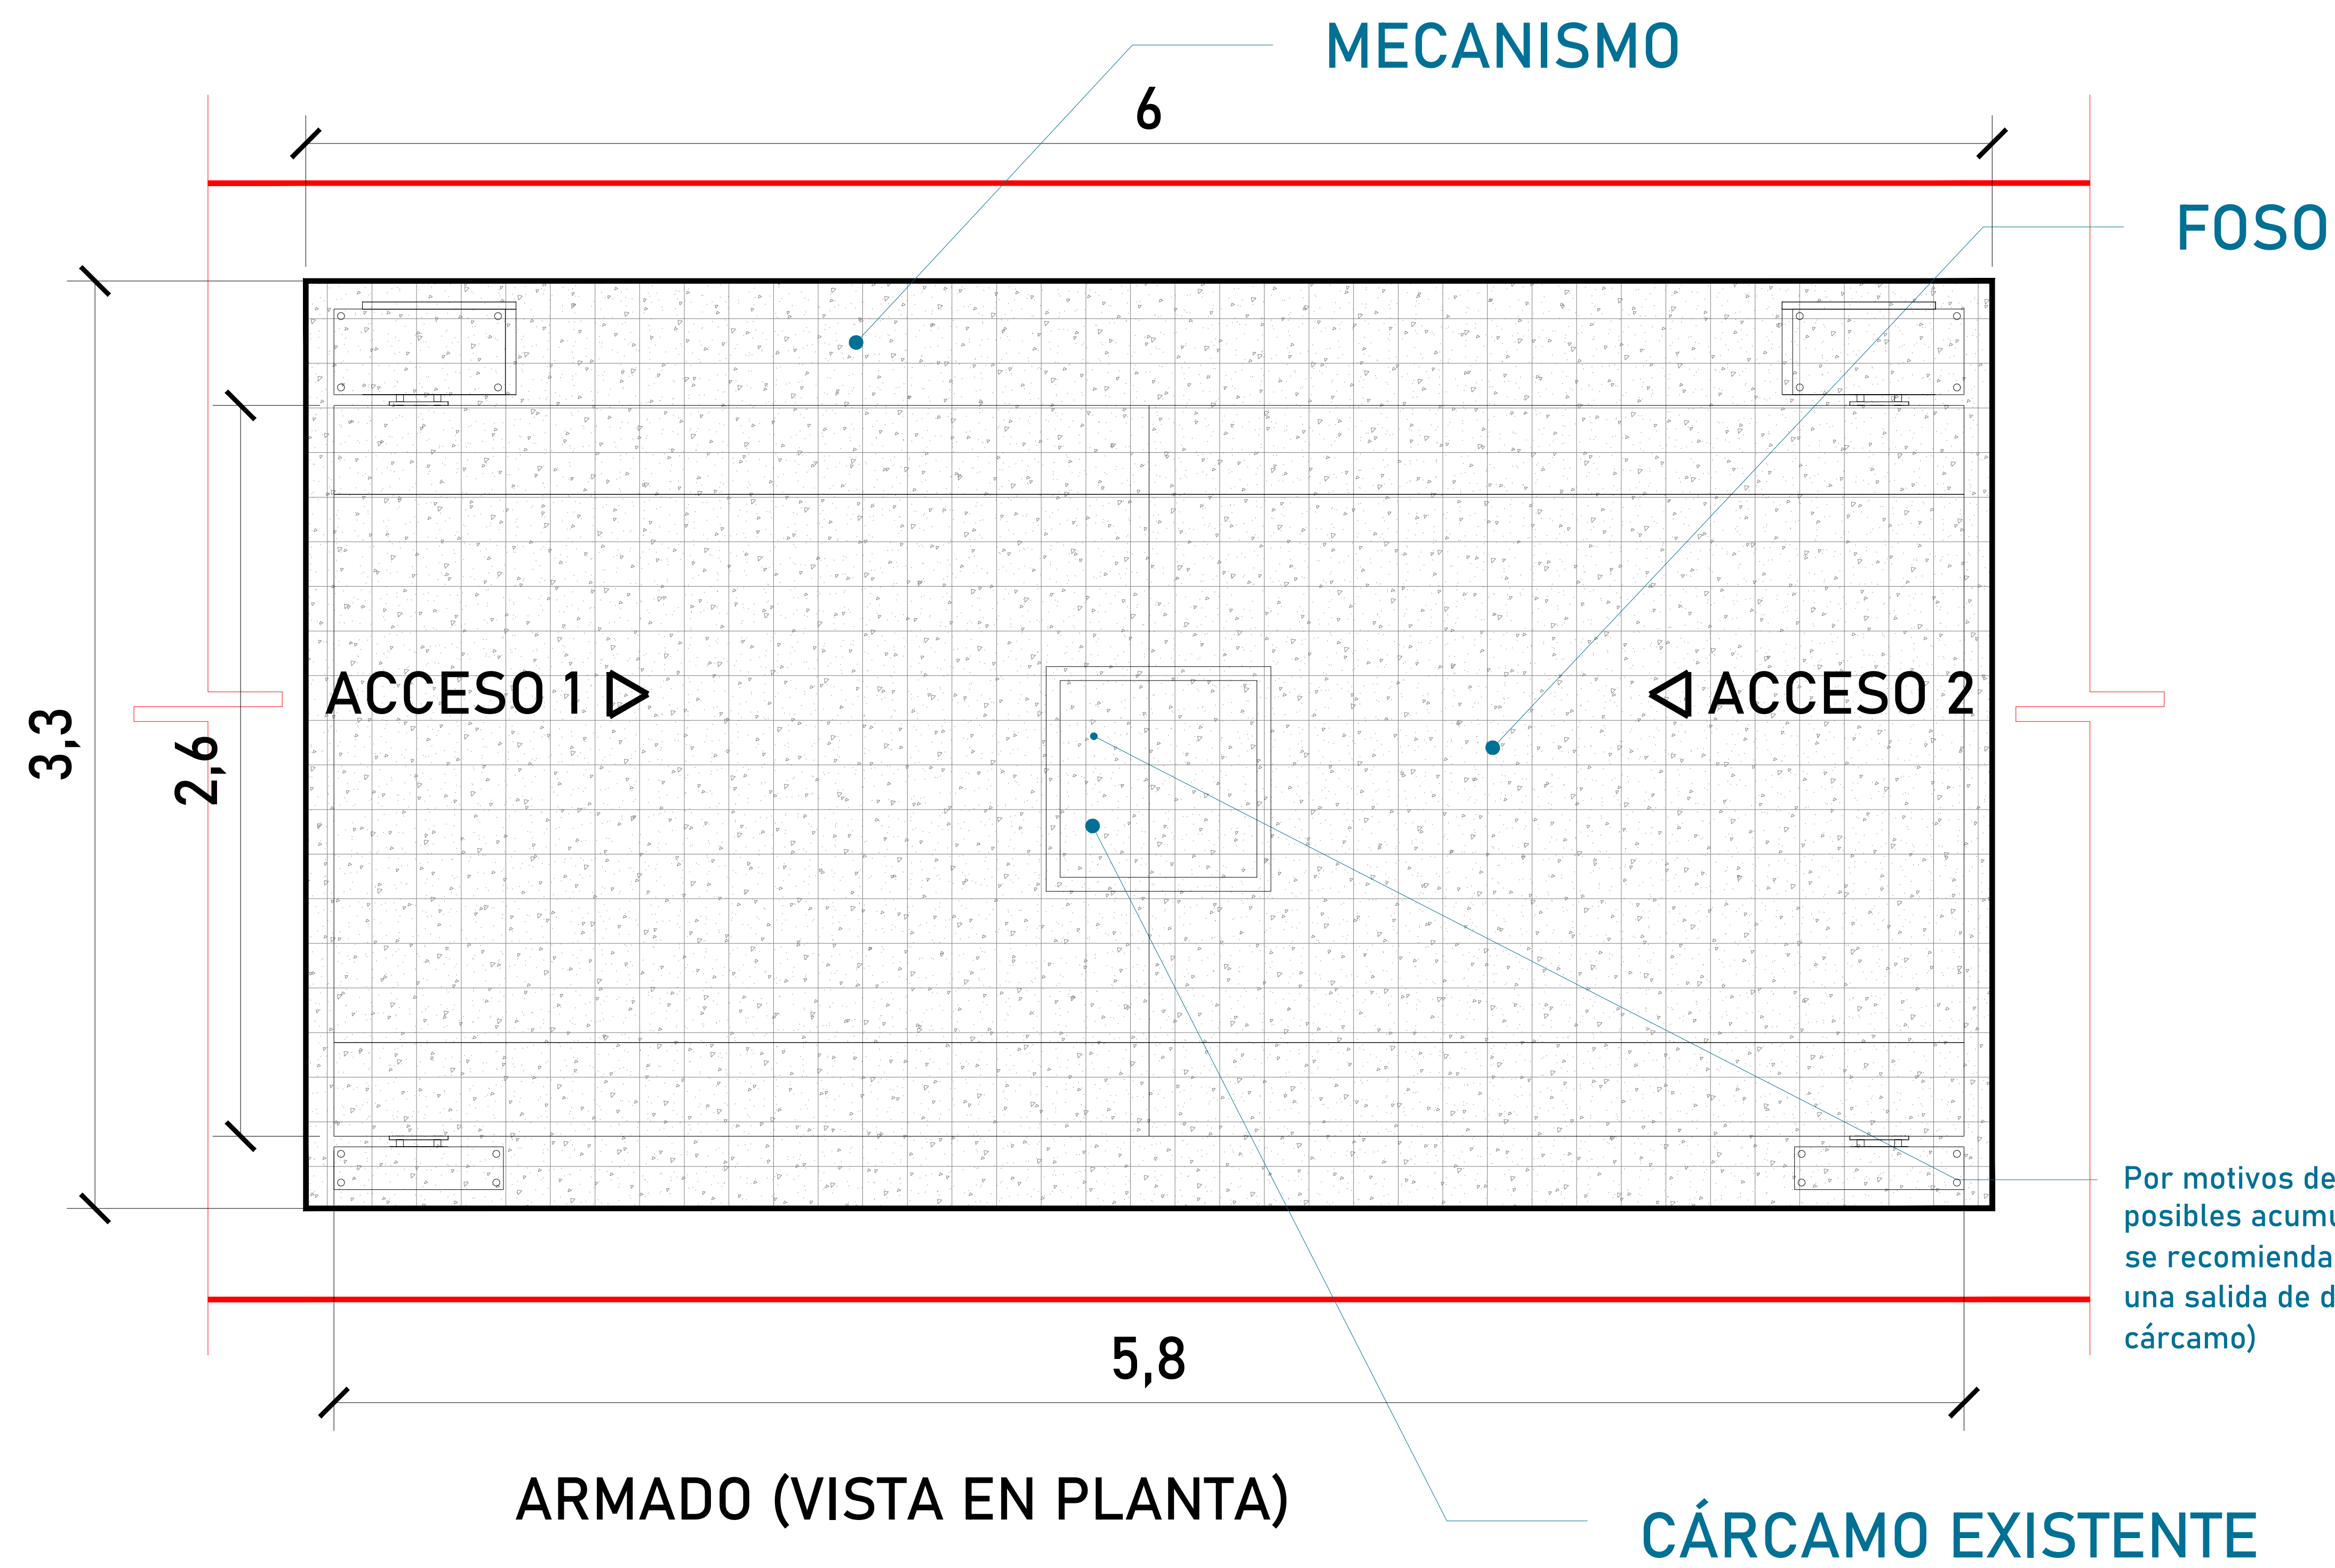 MECANISMO
6
FOSO
3,3
2,6
ACCESO 1
ACCESO 2
Por motivos de
posibles
se recomienda
una salida de
cárcamo)
5,8
ARMADO (VISTA EN PLANTA)
CÁRCAMO EXISTENTE